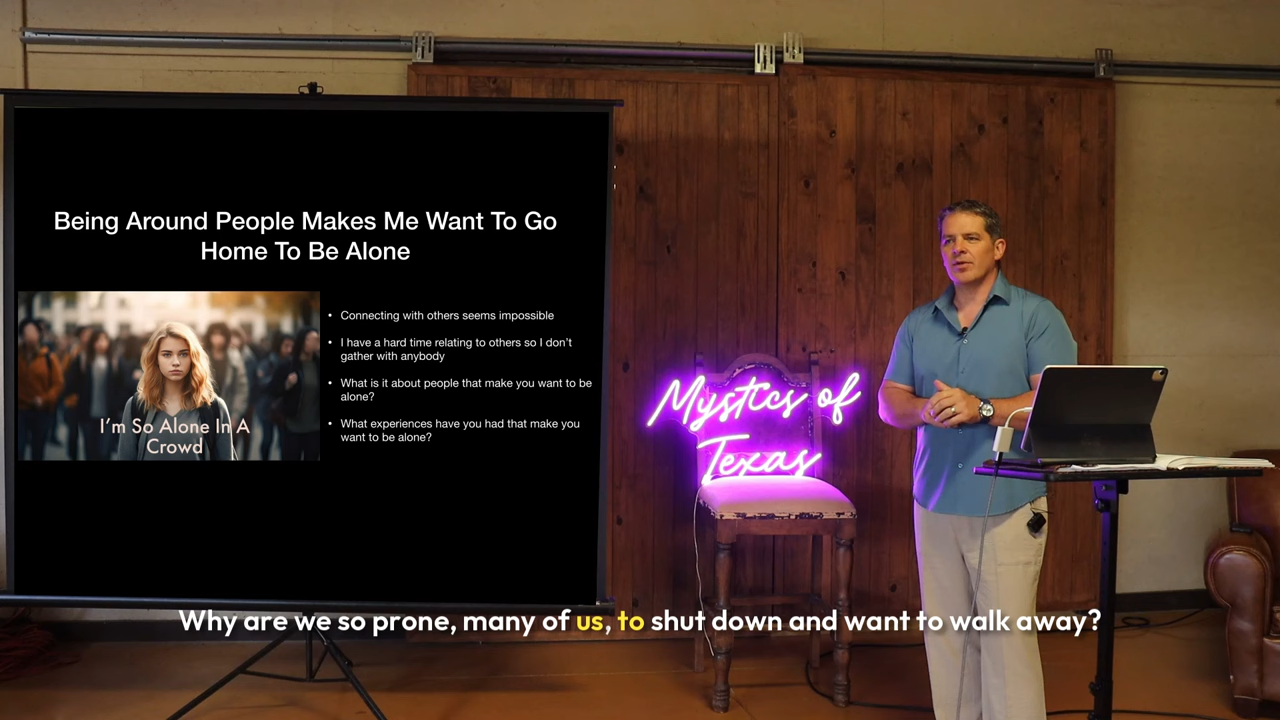 Being Around People Makes Me Want To Go
Home To Be Alone
I'm So Alone In A
Crowd
• Connecting with others seems impossible
• I have a hard time relating to others so I don't
gather with anybody
• What is it about people that make you want to be
alone?
• What experiences have you had that make you
want to be alone?
Mystics of
Texas
Why are we so prone, many of us, to shut down and want to walk away?